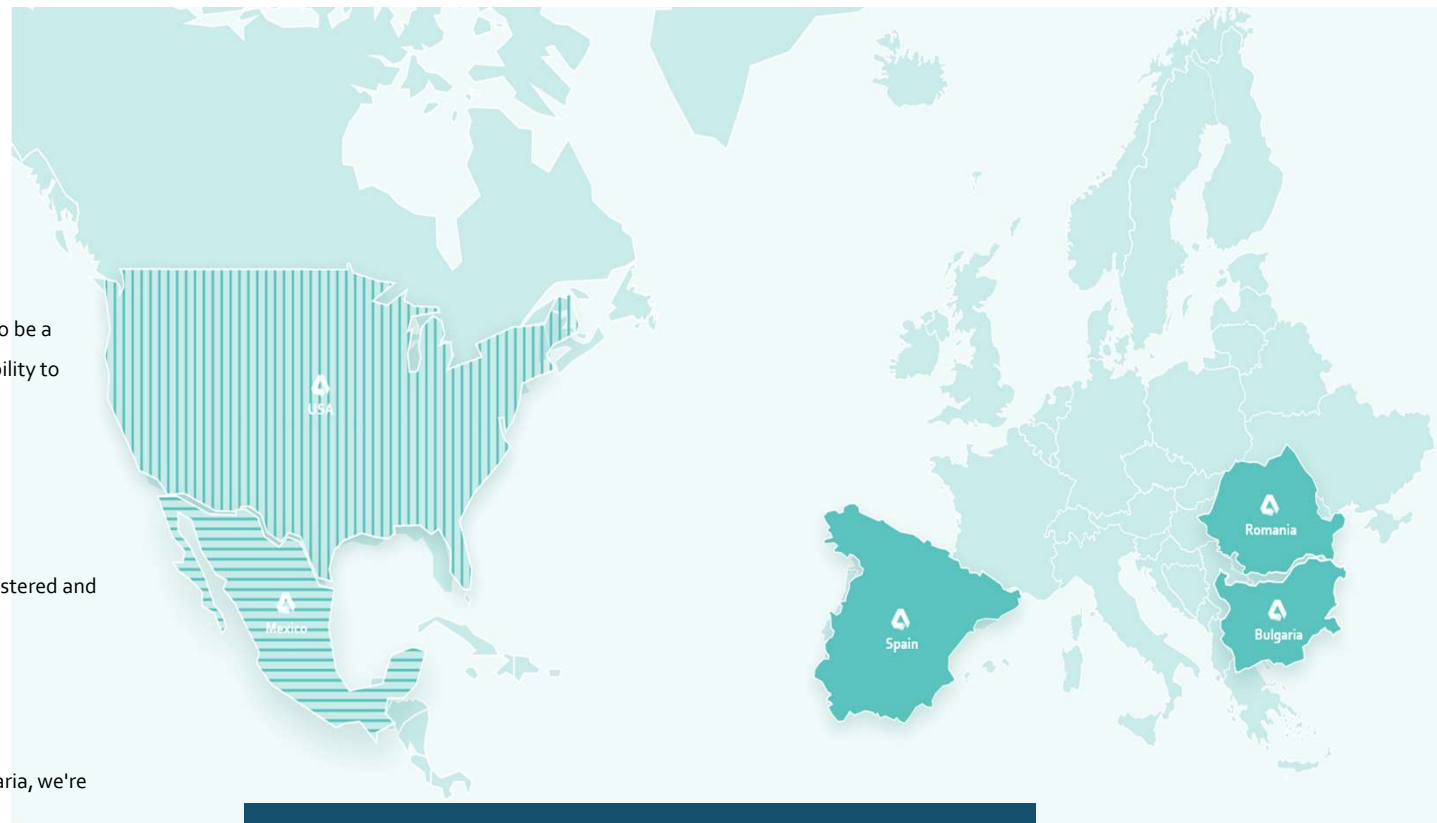 o be a
bility to
USA
Romania
stered and
Mexico
Bulgaria
Spain
aria, we're